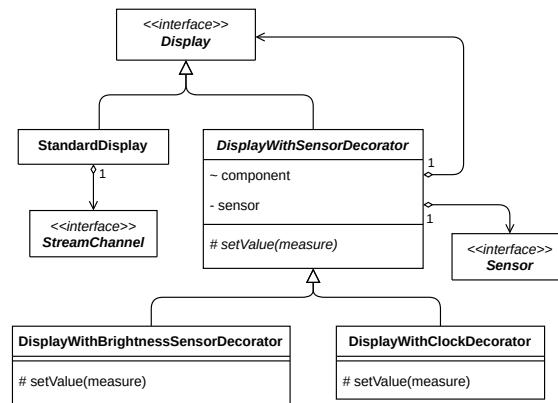 <<interface>>
Display
StandardDisplay
1
<<interface>>
StreamChannel
DisplayWithSensorDecorator
~ component
- sensor
# setValue(measure)
1
1
<<interface>>
Sensor
DisplayWithBrightnessSensorDecorator
# setValue(measure)
DisplayWithClockDecorator
# setValue(measure)